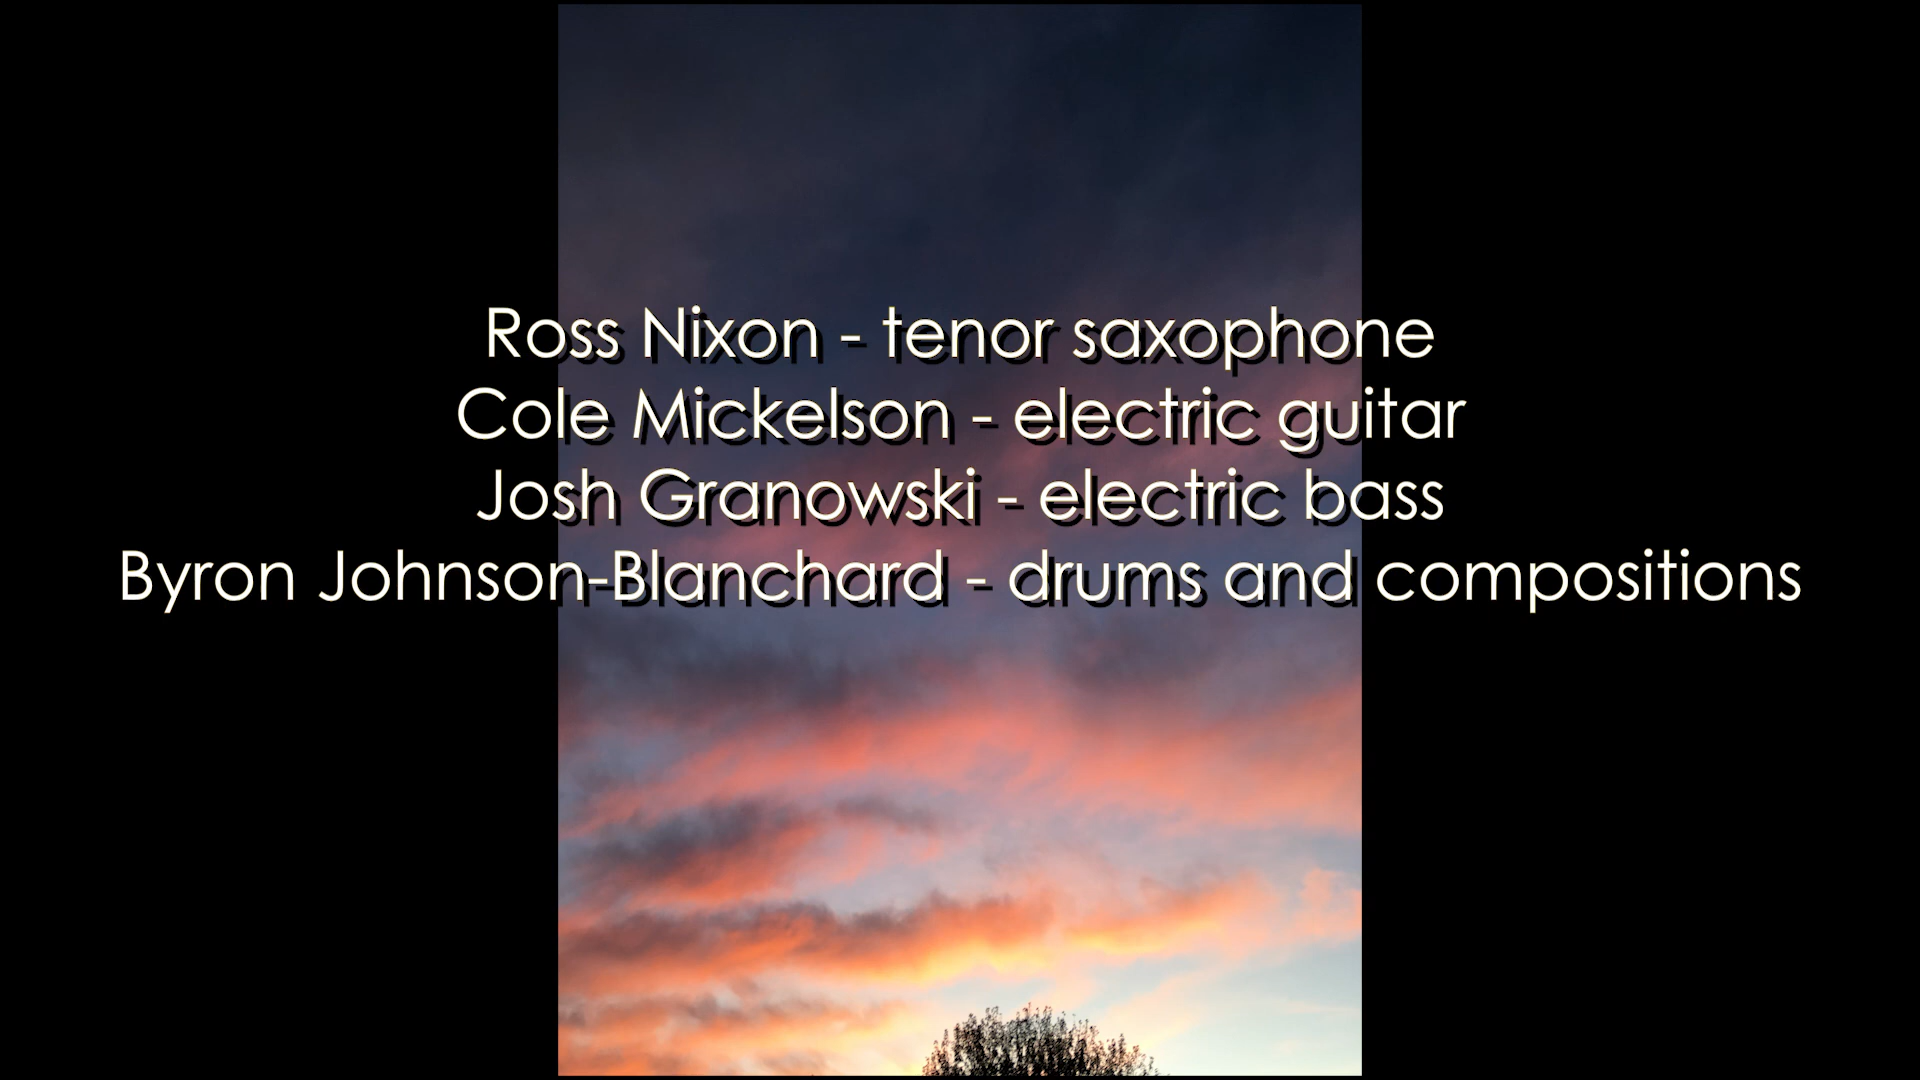 Ross Nixon - tenor saxophone
Cole Mickelson - electric guitar
Josh Granowski - electric bass
Byron Johnson-Blanchard - drums and compositions